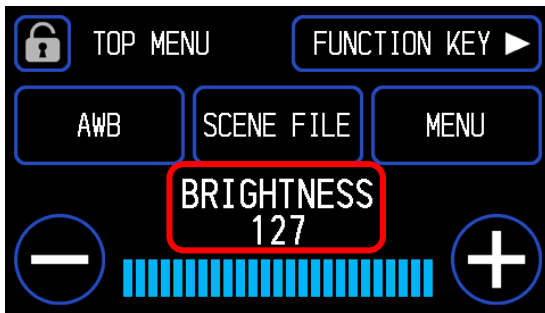 TOP MENU
FUNCTION KEY ▶
AWB
SCENE FILE
MENU
BRIGHTNESS
127